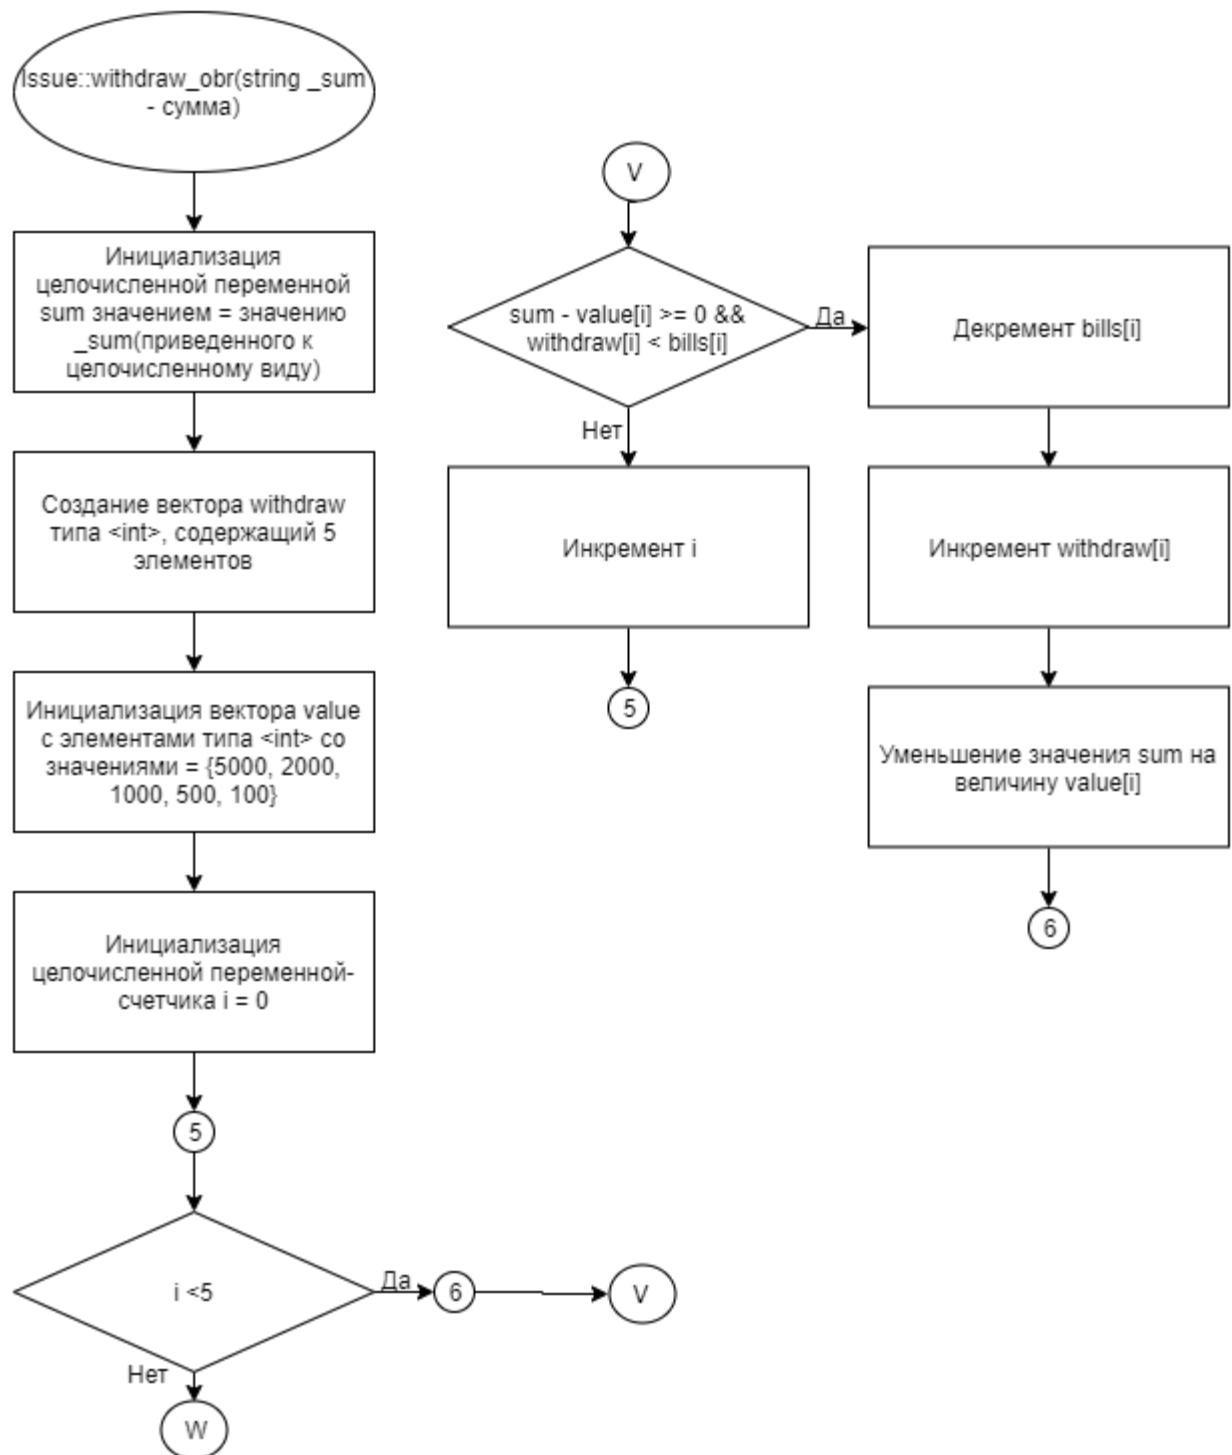 Issue::withdraw_obr(string _sum
- сумма)
Инициализация
целочисленной переменной
sum значением = значению
_sum(приведенного к
целочисленному виду)
Создание вектора withdraw
типа <int>, содержащий 5
элементов
Инициализация вектора value
с элементами типа <int> со
значениями = {5000, 2000,
1000, 500, 100}
Инициализация
целочисленной переменной-
счетчика i = 0
5
i <5
Да
6
V
Нет
W
V
sum - value[i] >= 0 &&
withdraw[i] < bills[i]
Да
Нет
Инкремент i
5
Декремент bills[i]
Инкремент withdraw[i]
Уменьшение значения sum на
величину value[i]
6